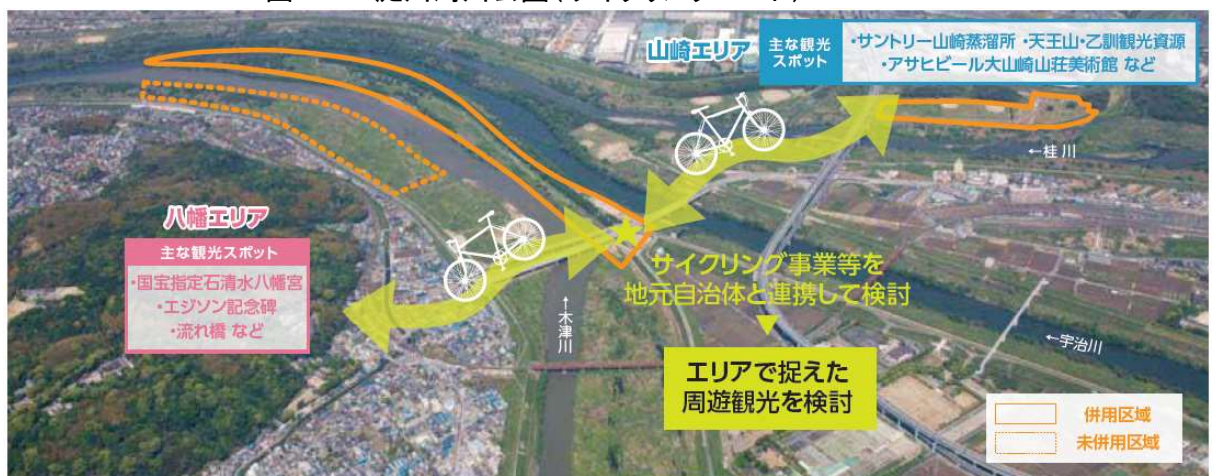 山崎エリア
主な観光
スポット
・サントリー山崎蒸溜所 ・天王山・乙訓観光資源
・アサヒビール大山崎山荘美術館 など
←桂川
八幡エリア
主な観光スポット
・国宝指定石清水八幡宮
・エジソン記念碑
・流れ橋 など
サイクリング事業等を
地元自治体と連携して検討
←木津川
←宇治川
エリアで捉えた
周遊観光を検討
併用区域
未併用区域